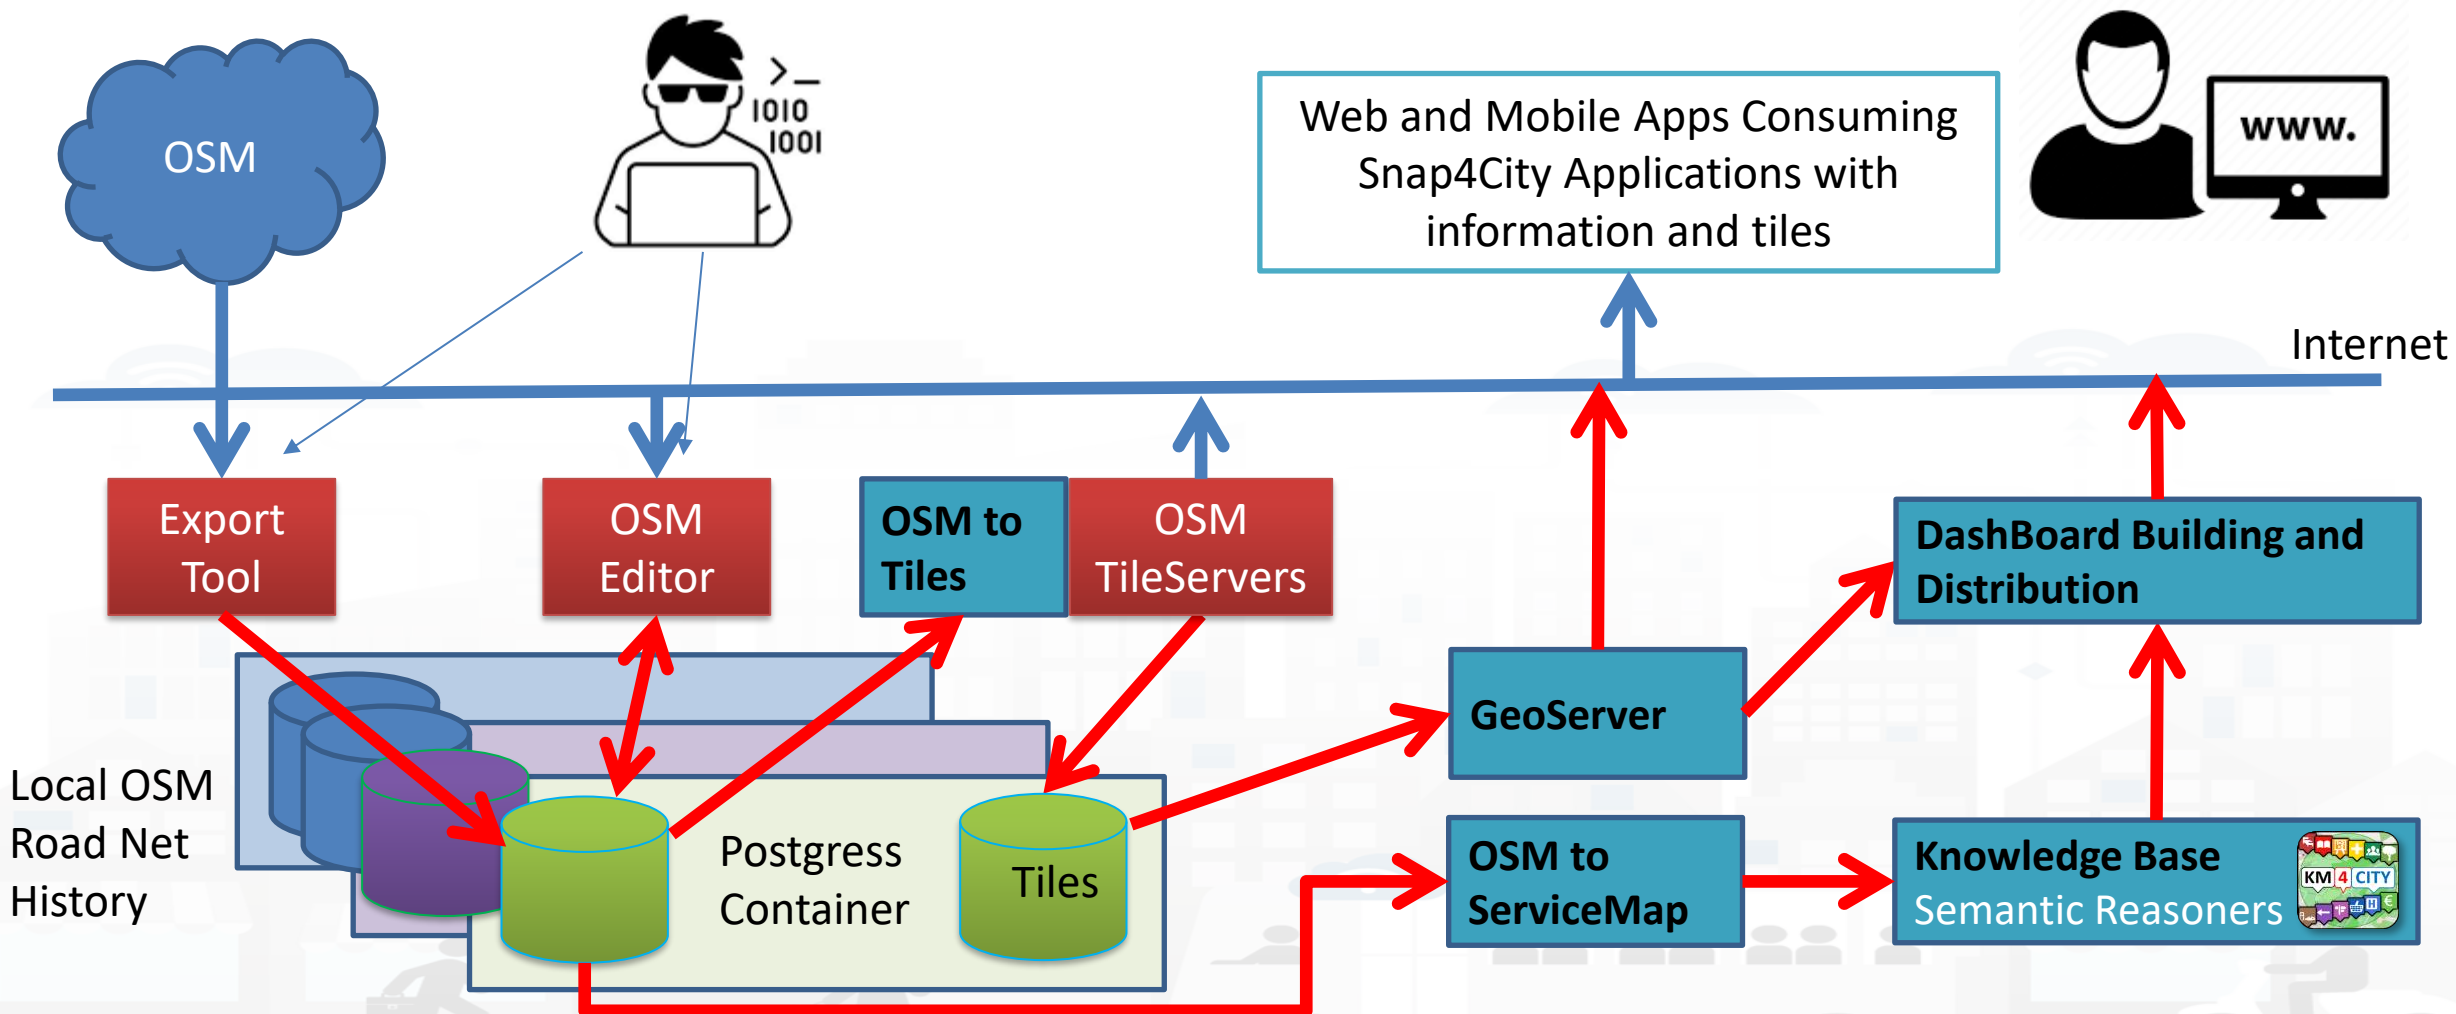 OSM
>_
1010
1001
Web and Mobile Apps Consuming
Snap4City Applications with
information and tiles
www.
Internet
Export
Tool
OSM
Editor
OSM to
Tiles
OSM
TileServers
DashBoard Building and
Distribution
GeoServer
Local OSM
Road Net
History
Postgress
Container
Tiles
OSM to
ServiceMap
Knowledge Base
Semantic Reasoners
KM 4 CITY